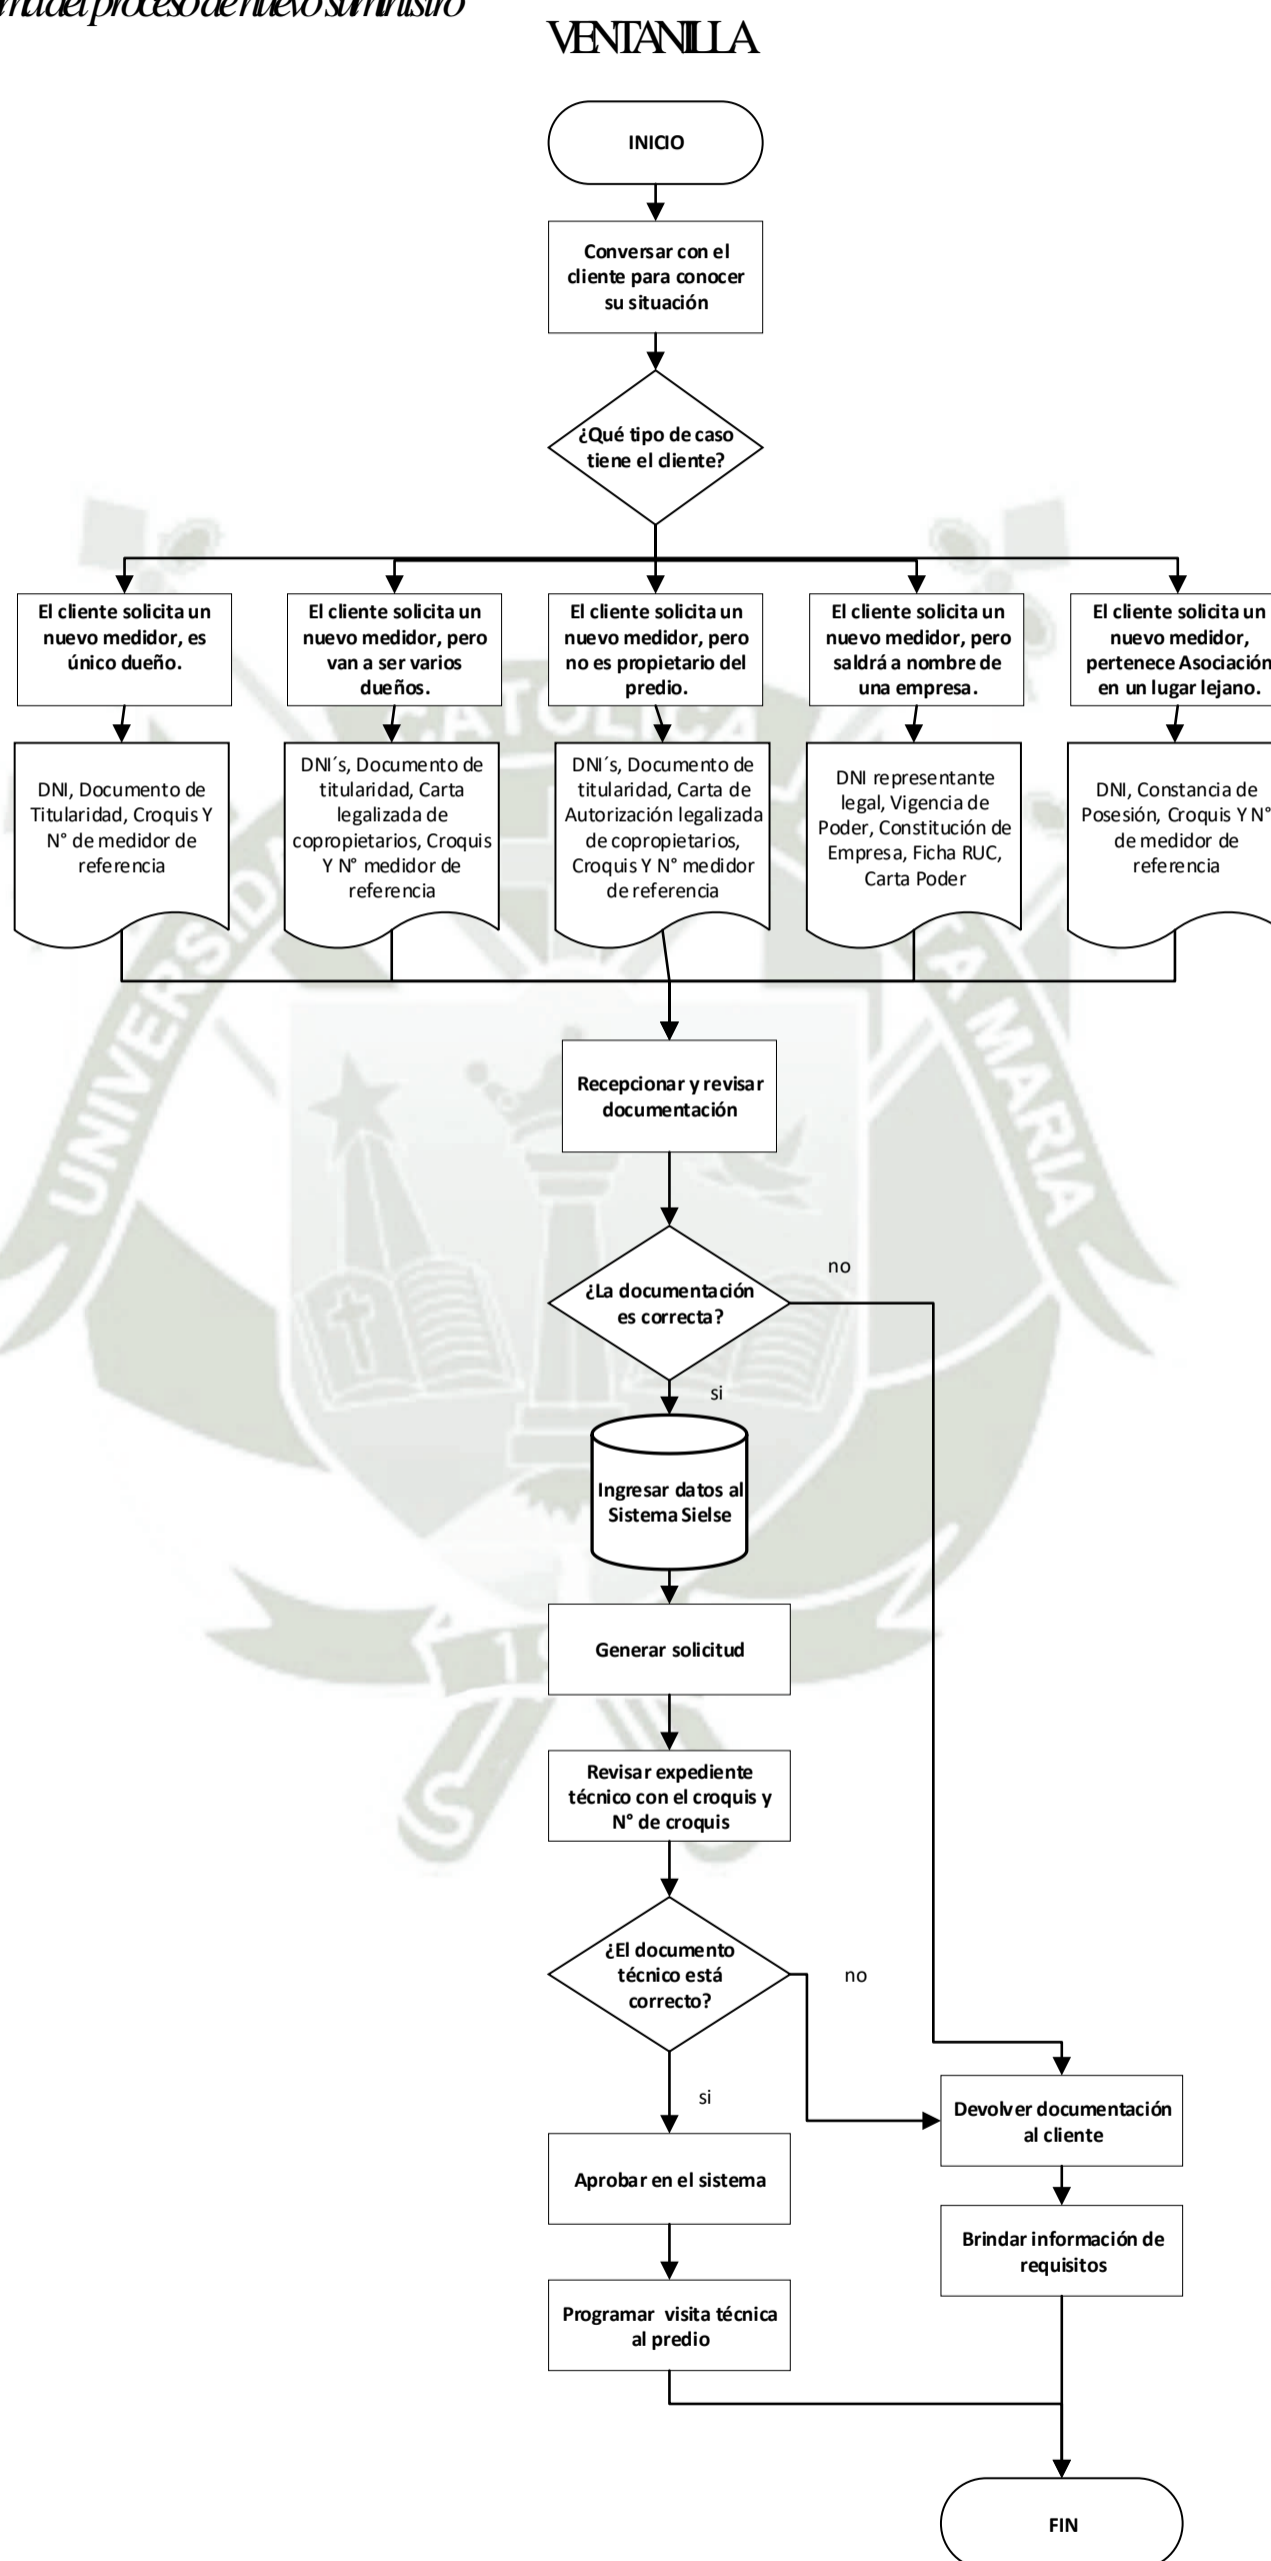 del proceso de nuevo suministro
VENTANILLA
INICIO
Conversar con el
cliente para conocer
su situación
¿Qué tipo de caso
tiene el cliente?
El cliente solicita un
nuevo medidor, es
único dueño.
El cliente solicita un
nuevo medidor, pero
van a ser varios
dueños.
El cliente solicita un
nuevo medidor, pero
no es propietario del
predio.
El cliente solicita un
nuevo medidor, pero
saldrá a nombre de
una empresa.
El cliente solicita un
nuevo medidor,
pertenece Asociación
en un lugar lejano.
DNI, Documento de
Titularidad, Croquis Y
N° de medidor de
referencia
DNI´s, Documento de
titularidad, Carta
legalizada de
copropietarios, Croquis
Y N° medidor de
referencia
DNI´s, Documento de
titularidad, Carta de
Autorización legalizada
de copropietarios,
Croquis Y N° medidor
de referencia
DNI representante
legal, Vigencia de
Poder, Constitución de
Empresa, Ficha RUC,
Carta Poder
DNI, Constancia de
Posesión, Croquis Y N°
de medidor de
referencia
Recepcionar y revisar
documentación
¿La documentación
es correcta?
no
si
Ingresar datos al
Sistema Sielse
Generar solicitud
Revisar expediente
técnico con el croquis y
N° de croquis
¿El documento
técnico está
correcto?
no
si
Devolver documentación
al cliente
Aprobar en el sistema
Brindar información de
requisitos
Programar visita técnica
al predio
FIN